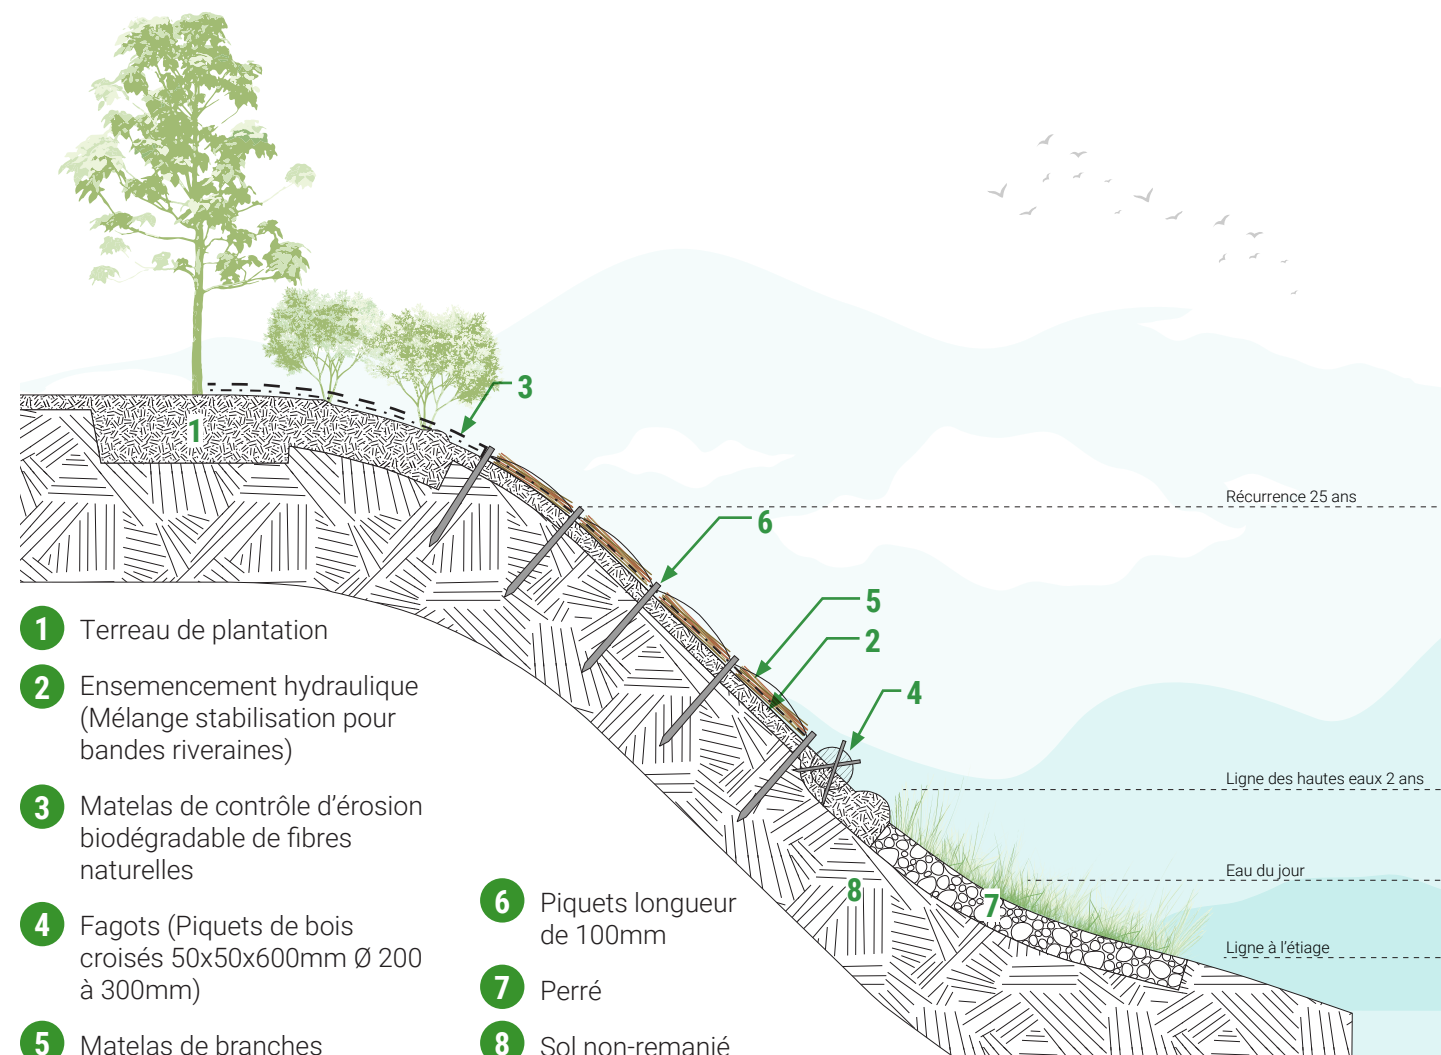 3
1
Récurrence 25 ans
6
5
2
4
Ligne des hautes eaux 2 ans
Eau du jour
8
7
Ligne à l'étiage
1 Terreau de plantation
2 Ensemencement hydraulique
(Mélange stabilisation pour
bandes riveraines)
3 Matelas de contrôle d'érosion
biodégradable de fibres
naturelles
4 Fagots (Piquets de bois
croisés 50x50x600mm Ø 200
à 300mm)
5 Matelas de branches
6 Piquets longueur
de 100mm
7 Perré
8 Sol non-remanié